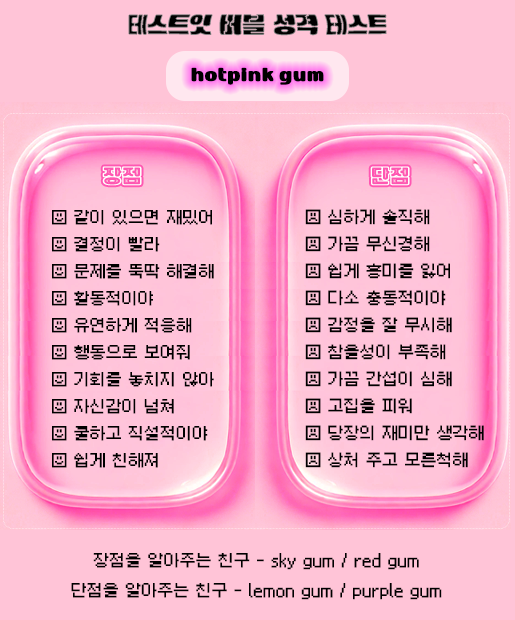 테스트잇 버블 성격 테스트
hotpink gum
장점
같이 있으면 재밌어
결정이 빨라
문제를 뚝딱 해결해
활동적이야
유연하게 적응해
행동으로 보여줘
기회를 놓치지 않아
자신감이 넘쳐
쿨하고 직설적이야
쉽게 친해져
단점
심하게 솔직해
가끔 무신경해
쉽게 흥미를 잃어
다소 충동적이야
감정을 잘 무시해
참을성이 부족해
가끔 간섭이 심해
고집을 피워
당장의 재미만 생각해
상처 주고 모른척해
장점을 알아주는 친구 - sky gum / red gum
단점을 알아주는 친구 - lemon gum / purple gum